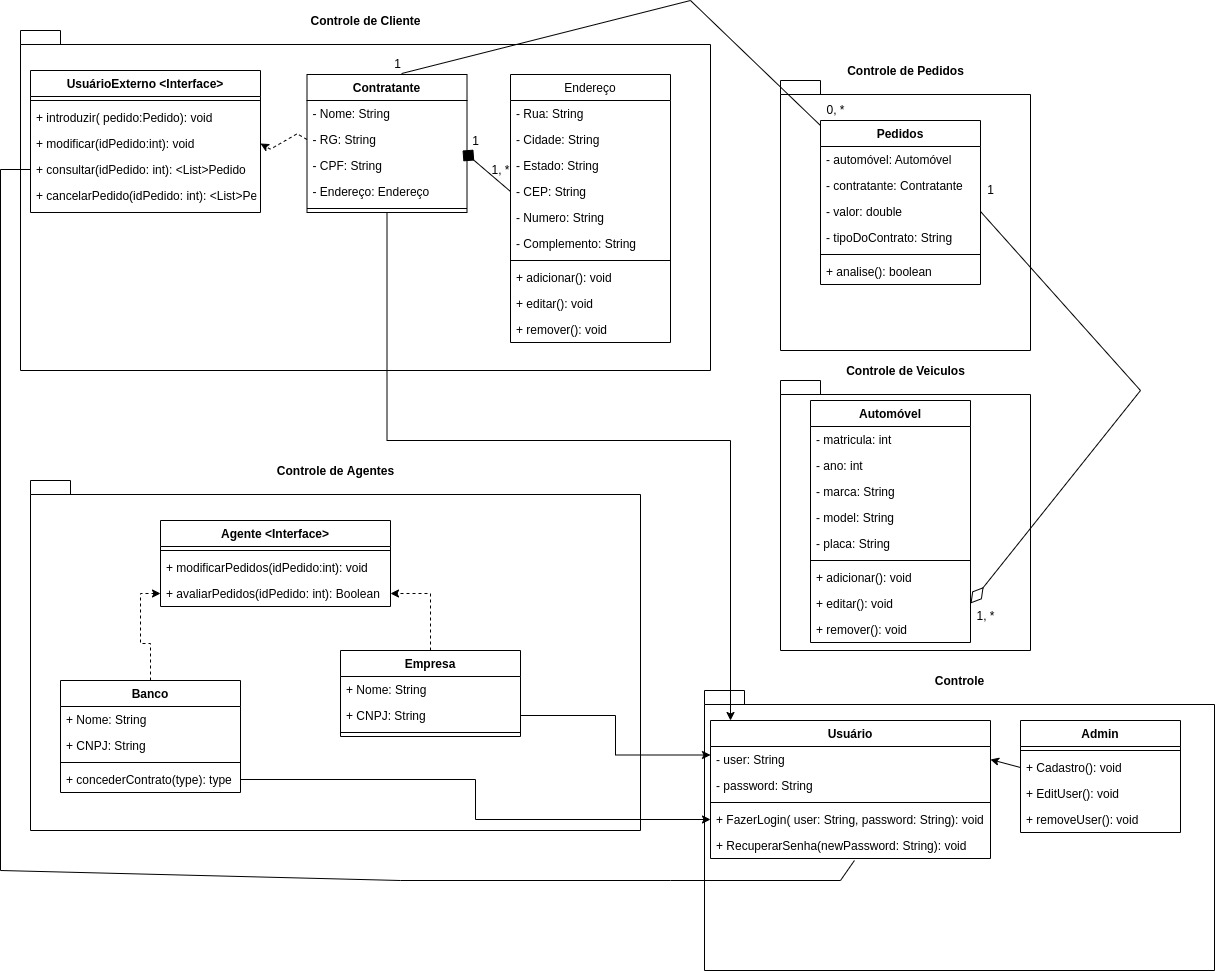 Controle de Cliente
UsuárioExterno <Interface>
+ introduzir( pedido:Pedido): void
+ modificar(idPedido:int): void
+ consultar(idPedido: int): <List>Pedido
+ cancelarPedido(idPedido: int): <List>Pe
1
Contratante
- Nome: String
- RG: String
- CPF: String
- Endereço: Endereço
1
1, *
Endereço
- Rua: String
- Cidade: String
- Estado: String
- CEP: String
- Numero: String
- Complemento: String
+ adicionar(): void
+ editar(): void
+ remover(): void
Controle de Pedidos
0, *
Pedidos
- automóvel: Automóvel
- contratante: Contratante
- valor: double
- tipoDoContrato: String
+ analise(): boolean
1
Controle de Veiculos
Automóvel
- matricula: int
- ano: int
- marca: String
- model: String
- placa: String
+ adicionar(): void
+ editar(): void
+ remover(): void
1, *
Controle de Agentes
Agente <Interface>
+ modificarPedidos(idPedido:int): void
+ avaliarPedidos(idPedido: int): Boolean
Banco
+ Nome: String
+ CNPJ: String
+ concederContrato(type): type
Empresa
+ Nome: String
+ CNPJ: String
Controle
Usuário
- user: String
- password: String
+ FazerLogin( user: String, password: String): void
+ RecuperarSenha(newPassword: String): void
Admin
+ Cadastro(): void
+ EditUser(): void
+ removeUser(): void